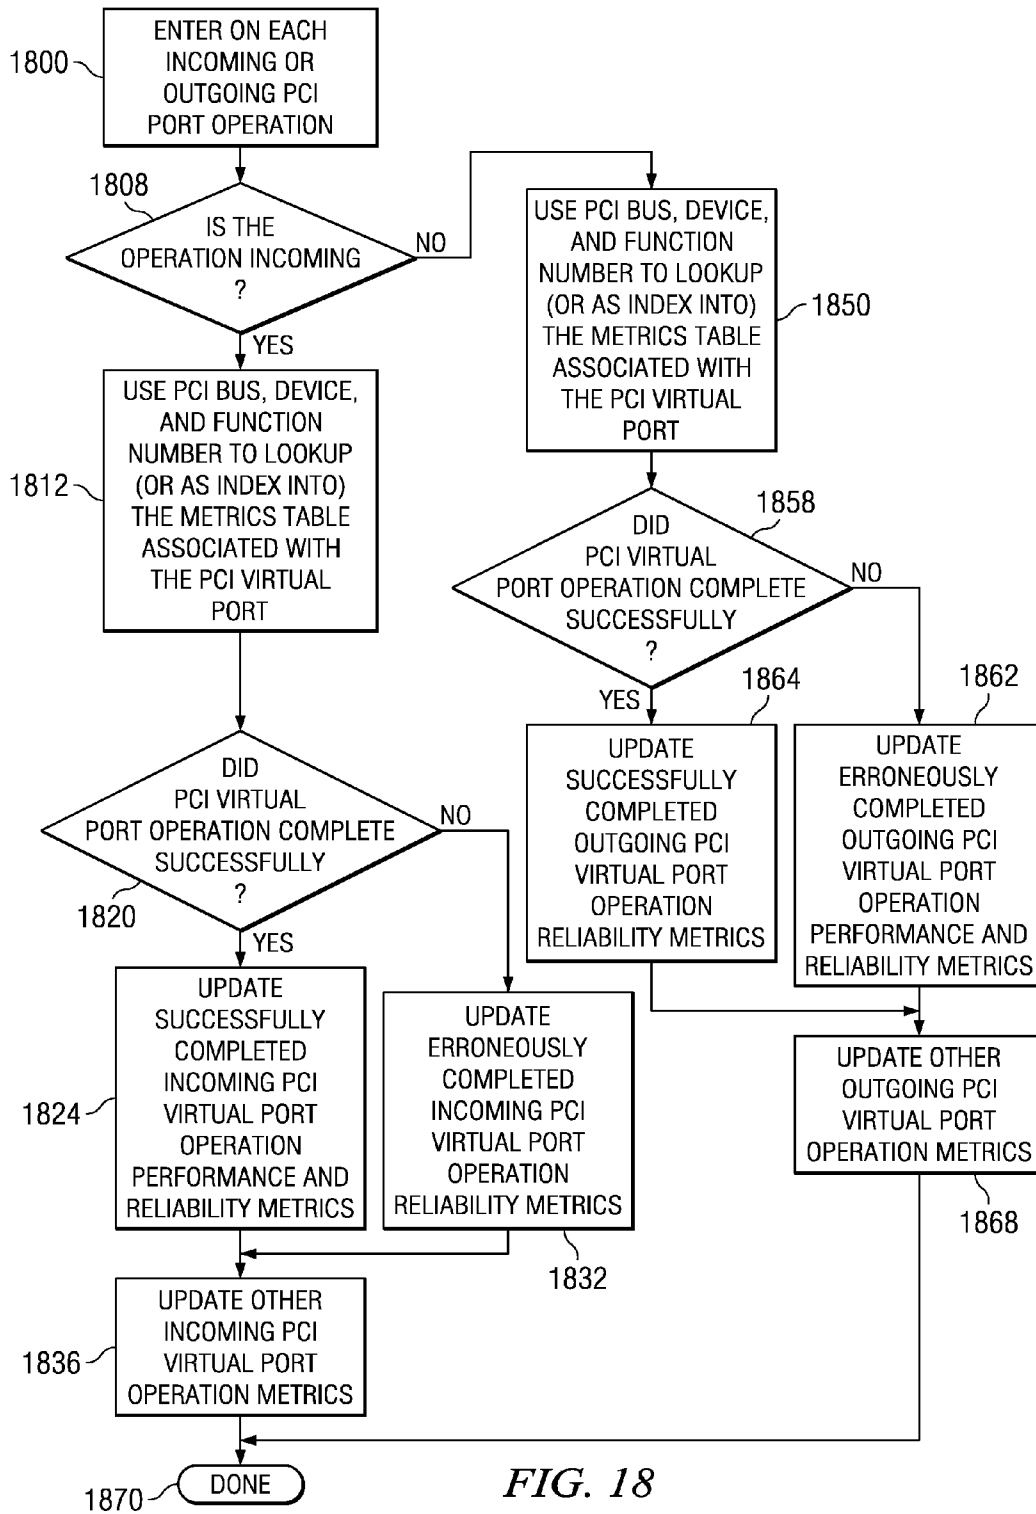 ENTER ON EACH
INCOMING OR
OUTGOING PCI
PORT OPERATION
1800
1808
IS THE
OPERATION INCOMING
?
NO
YES
USE PCI BUS, DEVICE,
AND FUNCTION
NUMBER TO LOOKUP
(OR AS INDEX INTO)
THE METRICS TABLE
ASSOCIATED WITH
THE PCI VIRTUAL
PORT
1812
DID
PCI VIRTUAL
PORT OPERATION COMPLETE
SUCCESSFULLY
?
1820
NO
YES
UPDATE
SUCCESSFULLY
COMPLETED
INCOMING PCI
VIRTUAL PORT
OPERATION
PERFORMANCE AND
RELIABILITY METRICS
1824
UPDATE
ERRONEOUSLY
COMPLETED
INCOMING PCI
VIRTUAL PORT
OPERATION
RELIABILITY METRICS
1832
UPDATE OTHER
INCOMING PCI
VIRTUAL PORT
OPERATION METRICS
1836
USE PCI BUS, DEVICE,
AND FUNCTION
NUMBER TO LOOKUP
(OR AS INDEX INTO)
THE METRICS TABLE
ASSOCIATED WITH
THE PCI VIRTUAL
PORT
1850
DID
PCI VIRTUAL
PORT OPERATION COMPLETE
SUCCESSFULLY
?
1858
NO
YES
UPDATE
SUCCESSFULLY
COMPLETED
OUTGOING PCI
VIRTUAL PORT
OPERATION
RELIABILITY METRICS
1864
UPDATE
ERRONEOUSLY
COMPLETED
OUTGOING PCI
VIRTUAL PORT
OPERATION
PERFORMANCE AND
RELIABILITY METRICS
1862
UPDATE OTHER
OUTGOING PCI
VIRTUAL PORT
OPERATION METRICS
1868
DONE
1870
FIG. 18